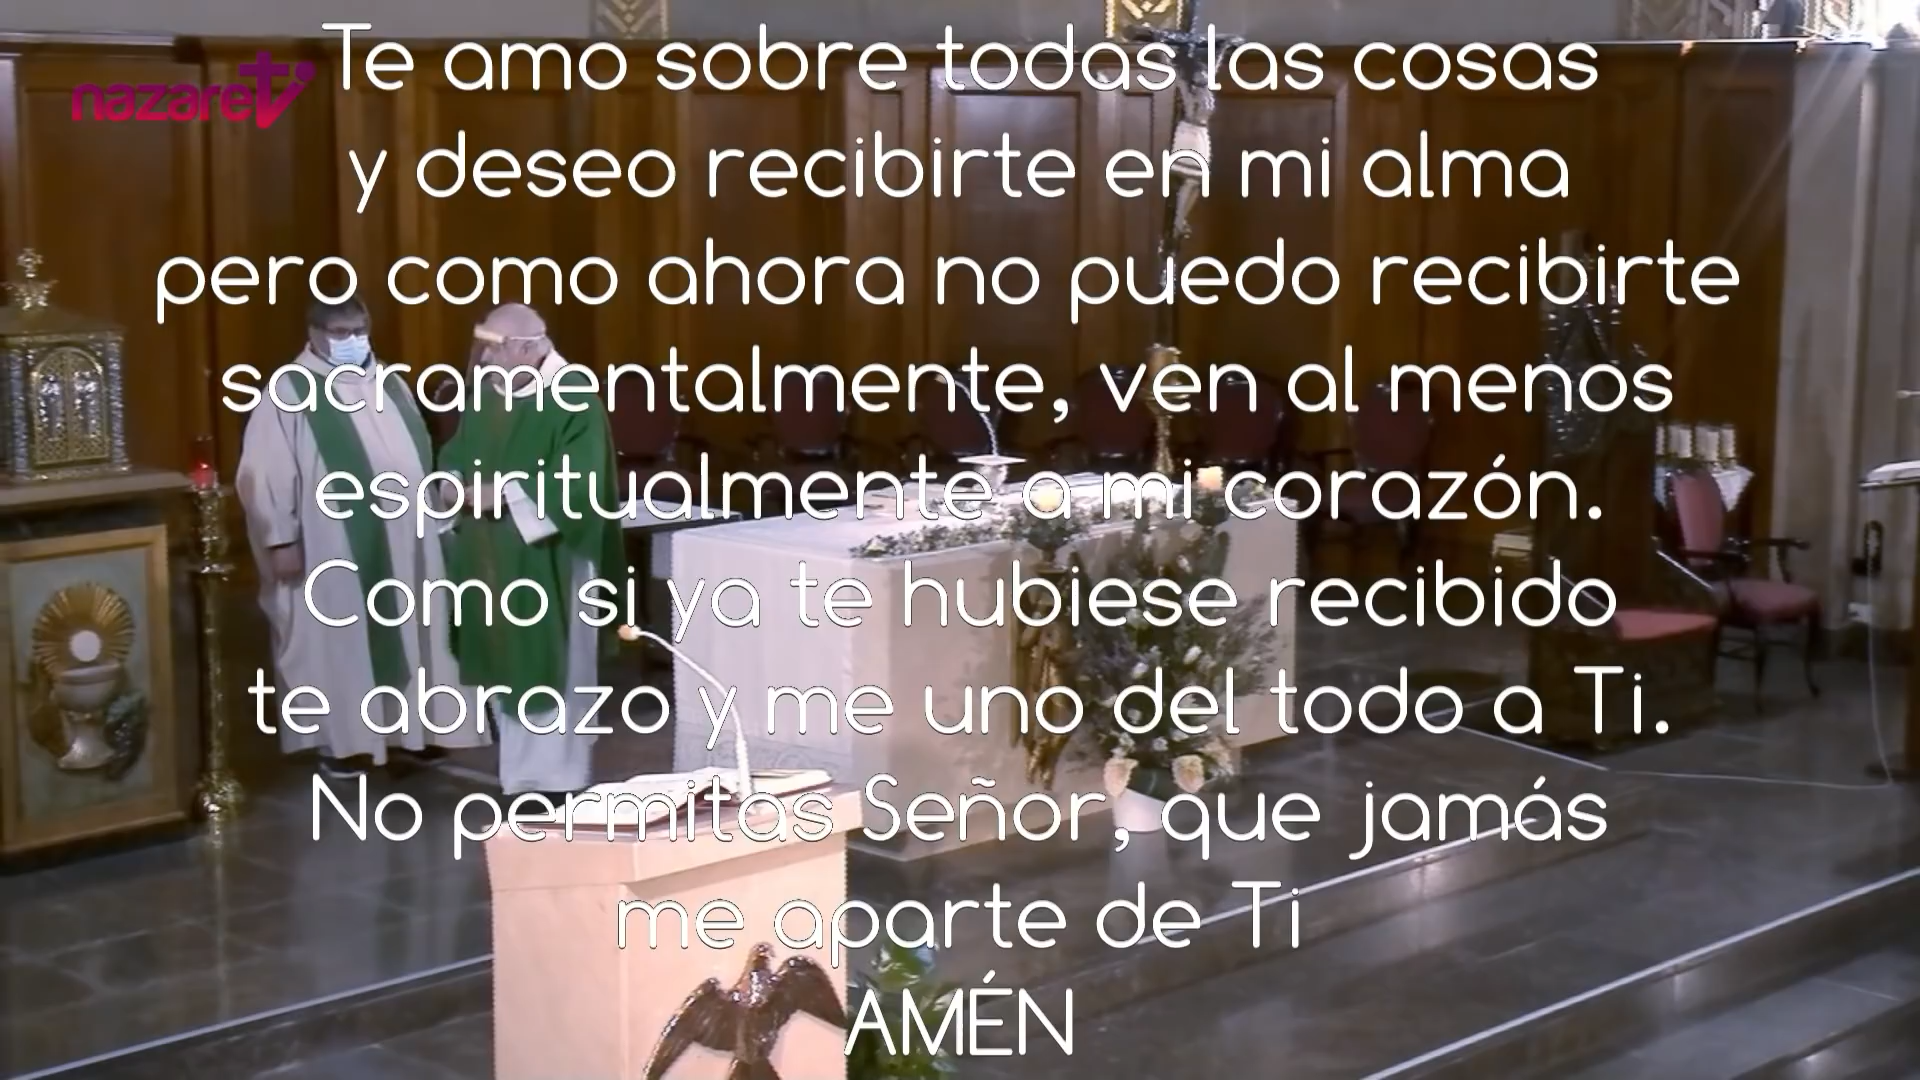 nazaretv
Te amo sobre todas las cosas
y deseo recibirte en mi alma
pero como ahora no puedo recibirte
sacramentalmente, ven al menos
espiritualmente a mi corazón.
Como si ya te hubiese recibido
te abrazo y me uno del todo a Ti.
No permitas Señor, que jamás
me aparte de Ti
AMÉN